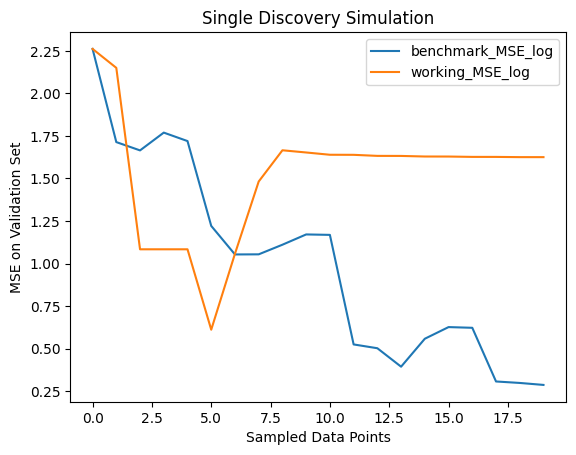 Single Discovery Simulation
benchmark_MSE_log
working_MSE_log
MSE on Validation Set
2.25
2.00
1.75
1.50
1.25
1.00
0.75
0.50
0.25
0.0 2.5 5.0 7.5 10.0 12.5 15.0 17.5
Sampled Data Points